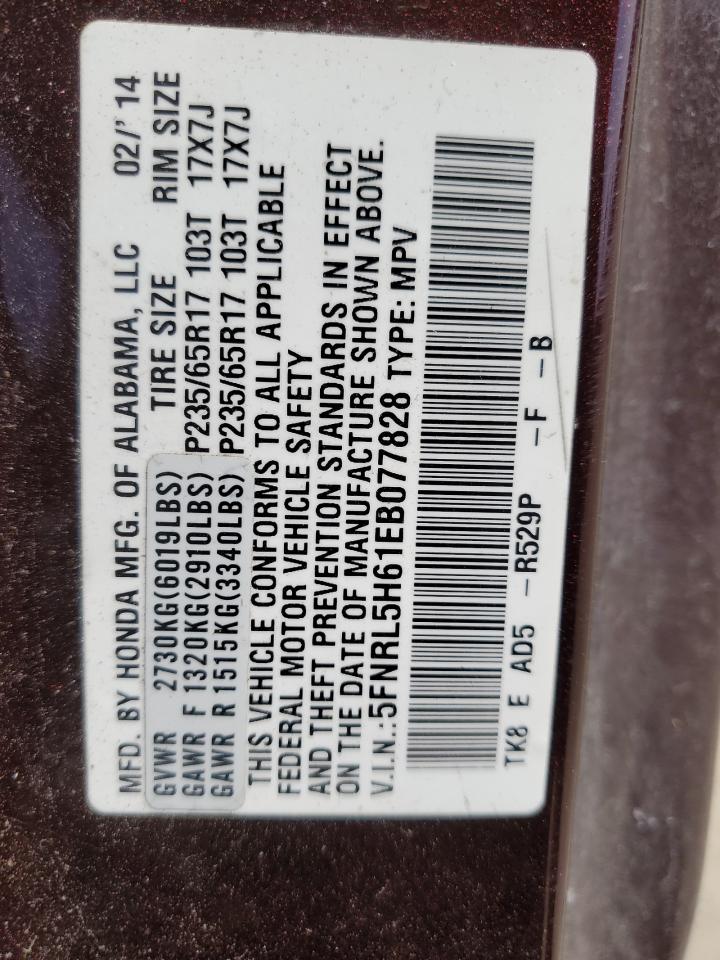 MFD. BY HONDA MFG. OF ALABAMA, LLC 02/'14
GVWR 2730KG(6019LBS) TIRE SIZE RIM SIZE
GAWR F 1320KG(2910LBS) P235/65R17 103T 17X7J
GAWR R 1515KG(3340LBS) P235/65R17 103T 17X7J
THIS VEHICLE CONFORMS TO ALL APPLICABLE
FEDERAL MOTOR VEHICLE SAFETY
AND THEFT PREVENTION STANDARDS IN EFFECT
ON THE DATE OF MANUFACTURE SHOWN ABOVE.
V.I.N.:5FNRL5H61EB077828 TYPE: MPV
TK8 E AD5 -R529P -F -B